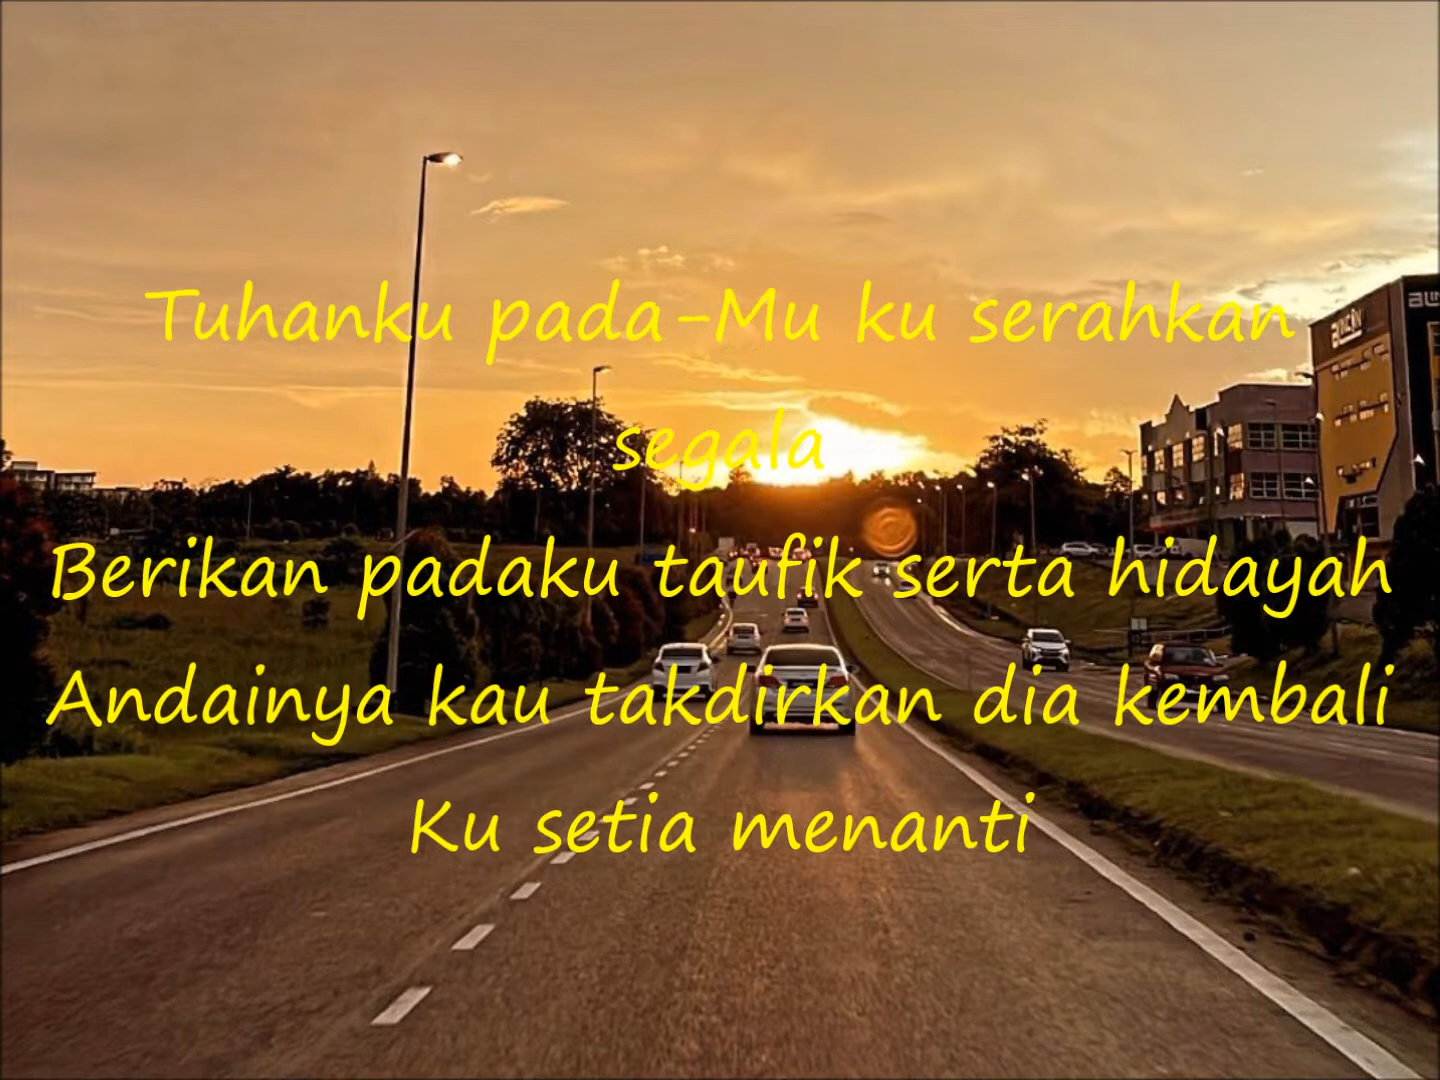 Tuhanku pada-Mu ku serahkan
segala
Berikan padaku taufik serta hidayah
Andainya kau takdirkan dia kembali
Ku setia menanti